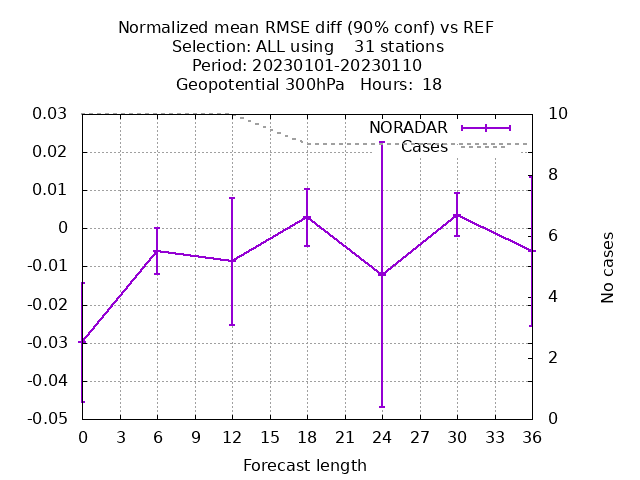 Normalized mean RMSE diff (90% conf) vs REF
Selection: ALL using    31 stations
Period: 20230101-20230110
Geopotential 300hPa   Hours:  18
NORADAR
Cases
0.03
0.02
0.01
0
-0.01
-0.02
-0.03
-0.04
-0.05
10
8
6
4
2
0
No cases
0 3 6 9 12 15 18 21 24 27 30 33 36
Forecast length